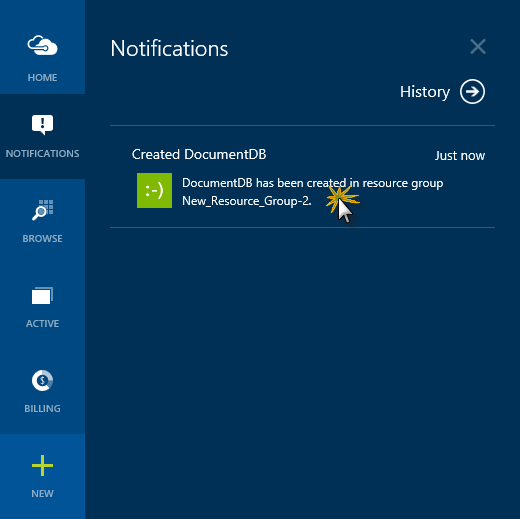 HOME
NOTIFICATIONS
BROWSE
ACTIVE
BILLING
NEW
Notifications
History
Created DocumentDB
Just now
:-)
DocumentDB has been created in resource group
New_Resource_Group-2.